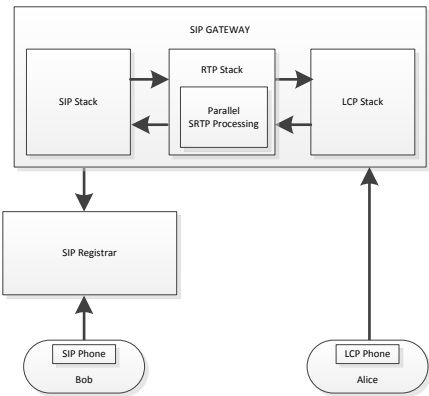 SIP GATEWAY
SIP Stack
RTP Stack
Parallel
SRTP Processing
LCP Stack
SIP Registrar
SIP Phone
Bob
LCP Phone
Alice